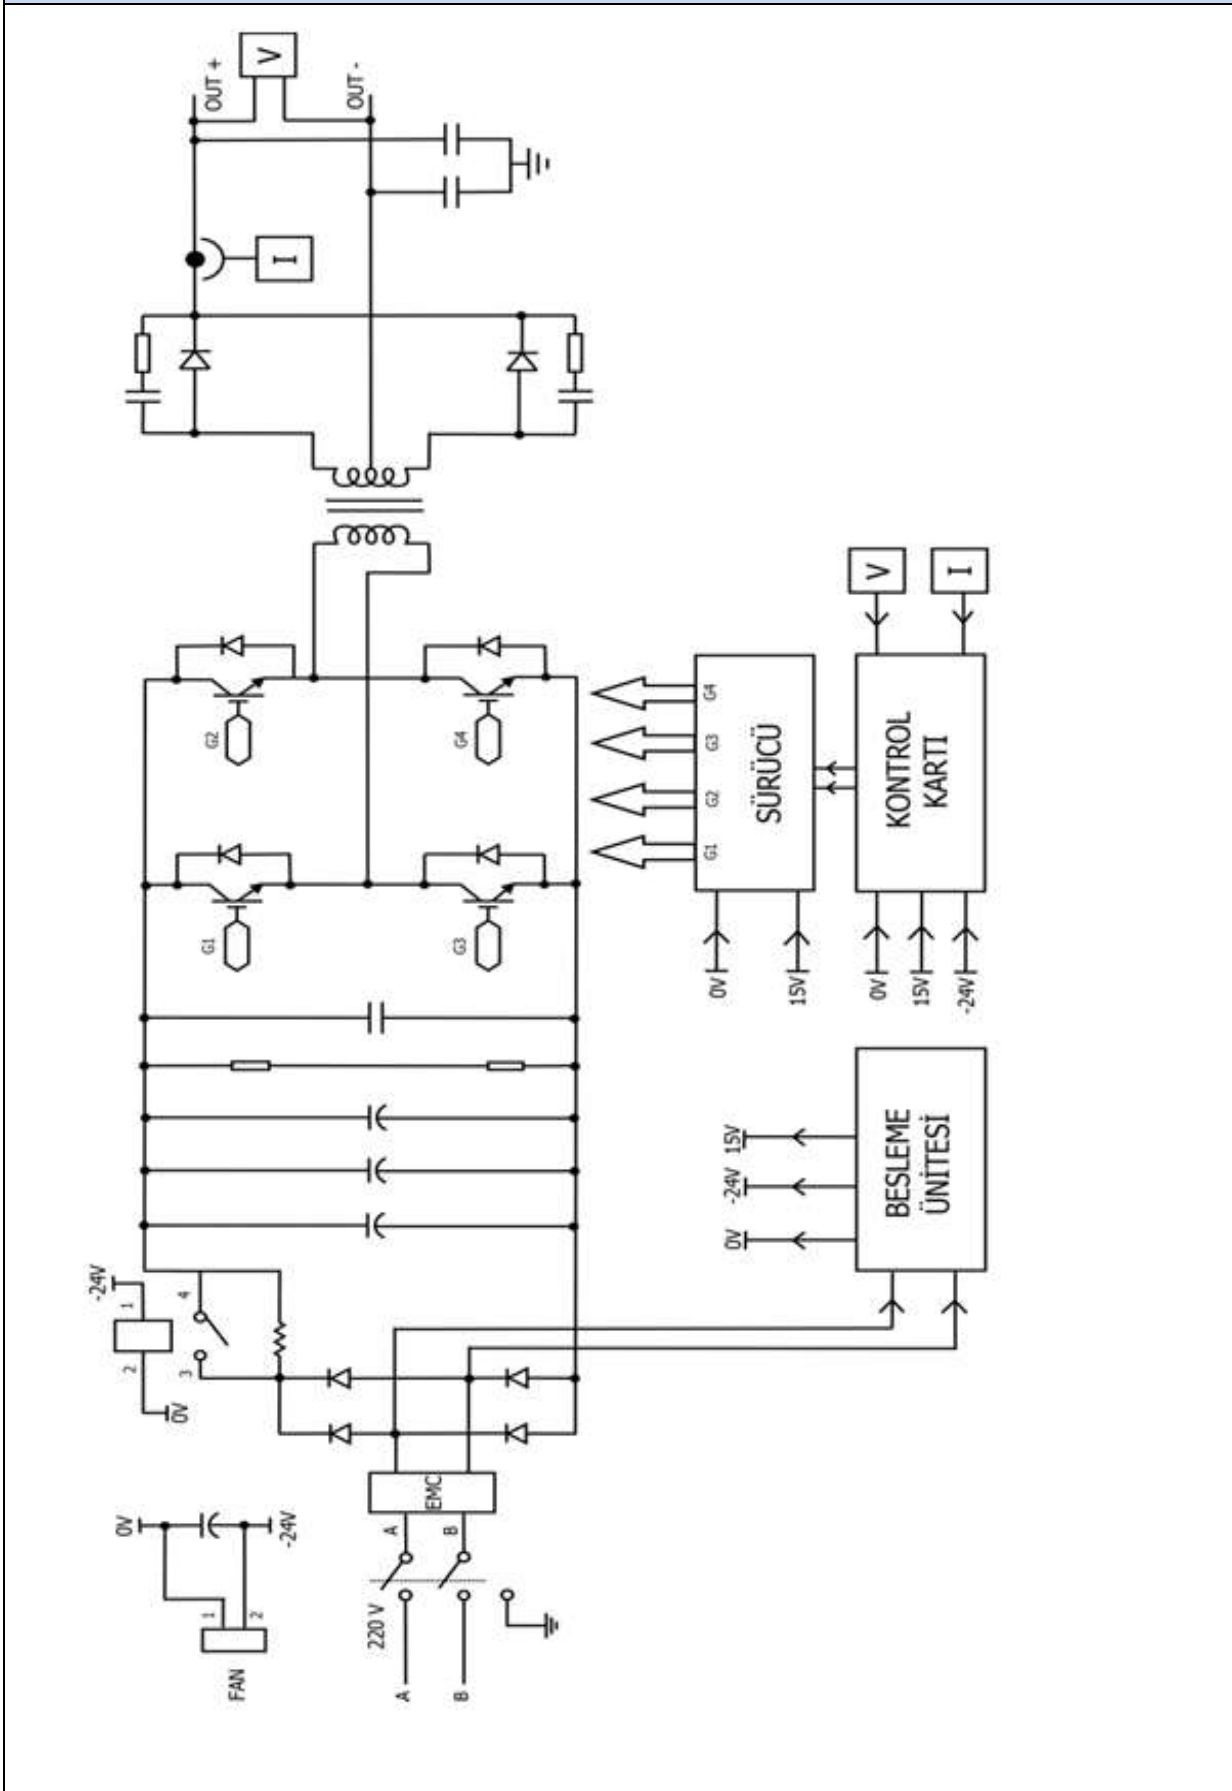 FAN
1
2
0V
-24V
220 V
A
B
A
B
EMC
-24V
1
2
0V
3
4
G1
G2
G3
G4
OUT +
OUT -
V
I
0V
-24V
15V
BESLEME
ÜNİTESİ
0V
15V
G1
G2
G3
G4
SÜRÜCÜ
0V
15V
-24V
KONTROL
KARTI
V
I